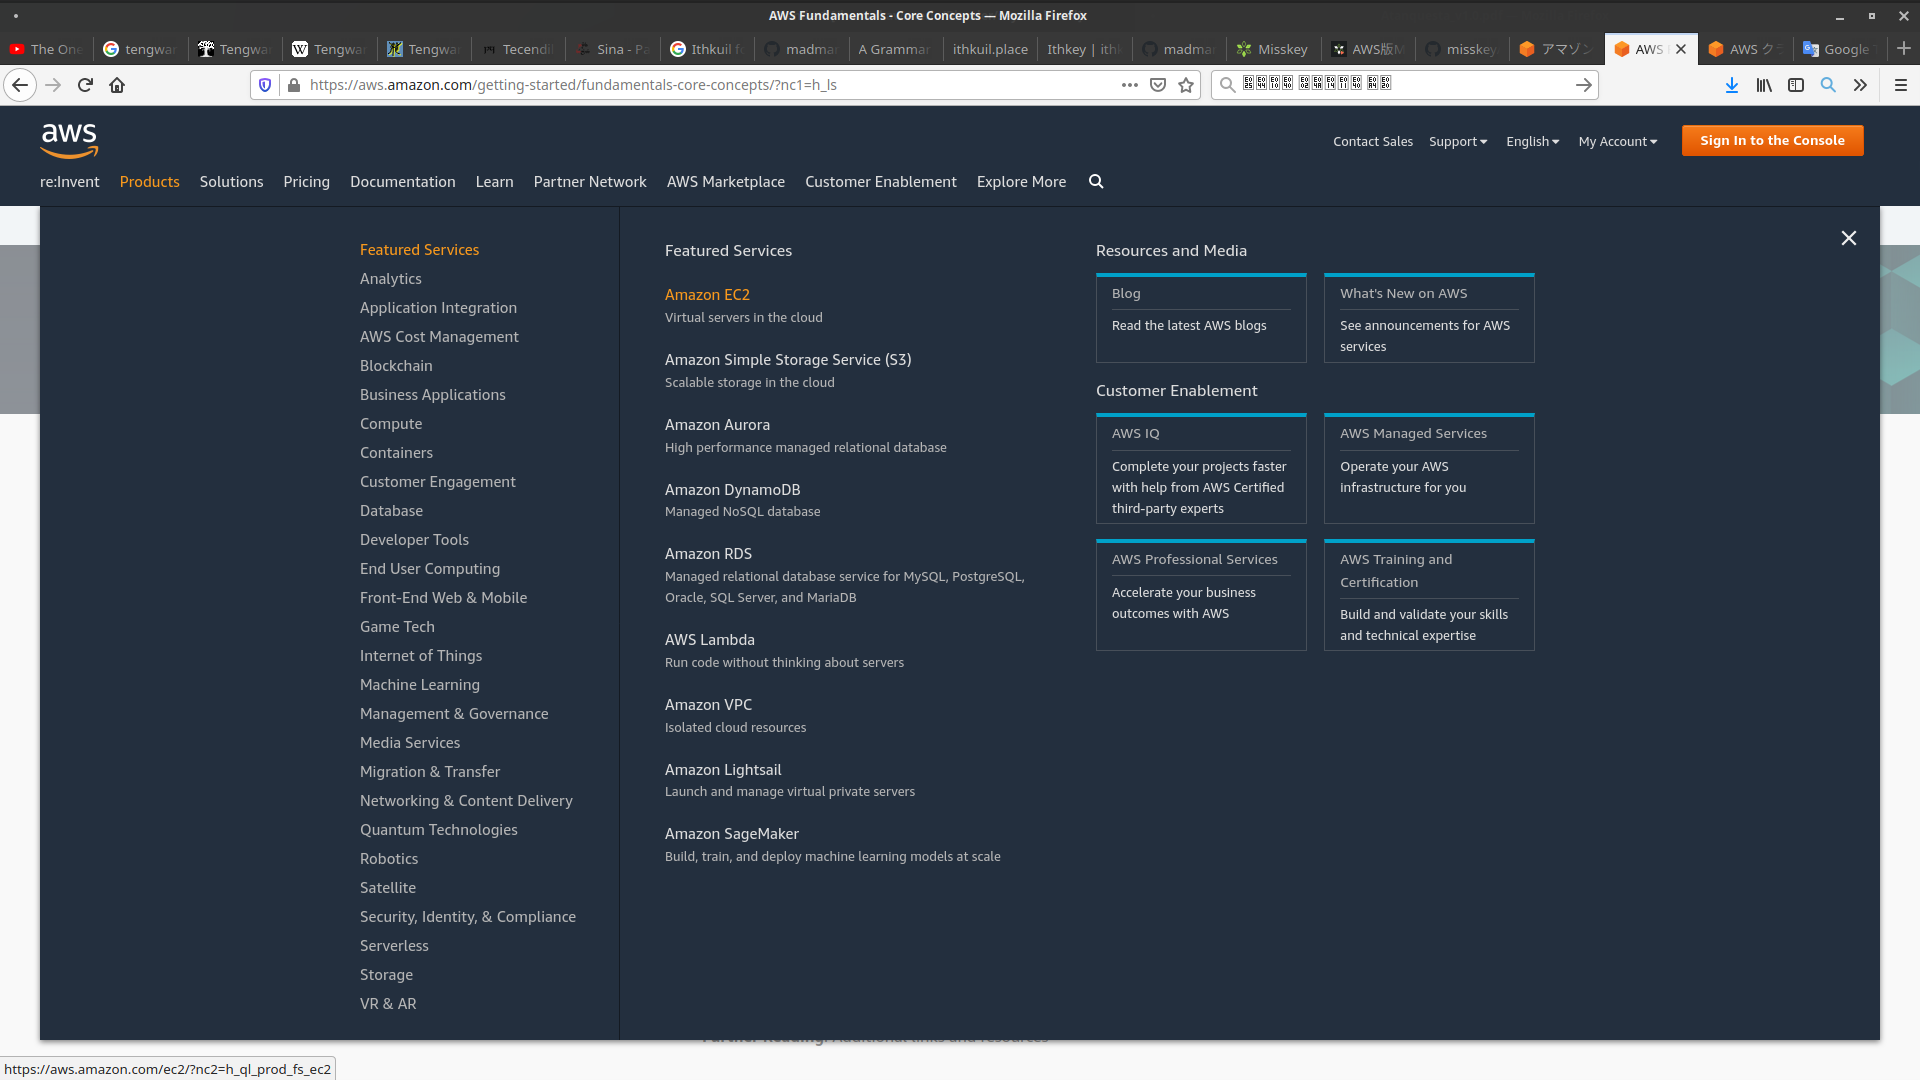 AWS Fundamentals - Core Concepts — Mozilla Firefox
The One
tengwar
Tengwar
Tengwar
Tengwar
Tecendil
Sina - Pa
Ithkuil f
madma
A Grammar
ithkuil.place
Ithkey | ithk
madma
Misskey
AWS版M
misskey
アマゾン
AWS
AWS ク
Google
https://aws.amazon.com/getting-started/fundamentals-core-concepts/?nc1=h_ls
aws
Contact Sales Support English My Account Sign In to the Console
re:Invent Products Solutions Pricing Documentation Learn Partner Network AWS Marketplace Customer Enablement Explore More
Featured Services
Analytics
Application Integration
AWS Cost Management
Blockchain
Business Applications
Compute
Containers
Customer Engagement
Database
Developer Tools
End User Computing
Front-End Web & Mobile
Game Tech
Internet of Things
Machine Learning
Management & Governance
Media Services
Migration & Transfer
Networking & Content Delivery
Quantum Technologies
Robotics
Satellite
Security, Identity, & Compliance
Serverless
Storage
VR & AR
Featured Services
Amazon EC2
Virtual servers in the cloud
Amazon Simple Storage Service (S3)
Scalable storage in the cloud
Amazon Aurora
High performance managed relational database
Amazon DynamoDB
Managed NoSQL database
Amazon RDS
Managed relational database service for MySQL, PostgreSQL,
Oracle, SQL Server, and MariaDB
AWS Lambda
Run code without thinking about servers
Amazon VPC
Isolated cloud resources
Amazon Lightsail
Launch and manage virtual private servers
Amazon SageMaker
Build, train, and deploy machine learning models at scale
Resources and Media
Blog
Read the latest AWS blogs
What's New on AWS
See announcements for AWS
services
Customer Enablement
AWS IQ
Complete your projects faster
with help from AWS Certified
third-party experts
AWS Managed Services
Operate your AWS
infrastructure for you
AWS Professional Services
Accelerate your business
outcomes with AWS
AWS Training and
Certification
Build and validate your skills
and technical expertise
https://aws.amazon.com/ec2/?nc2=h_ql_prod_fs_ec2